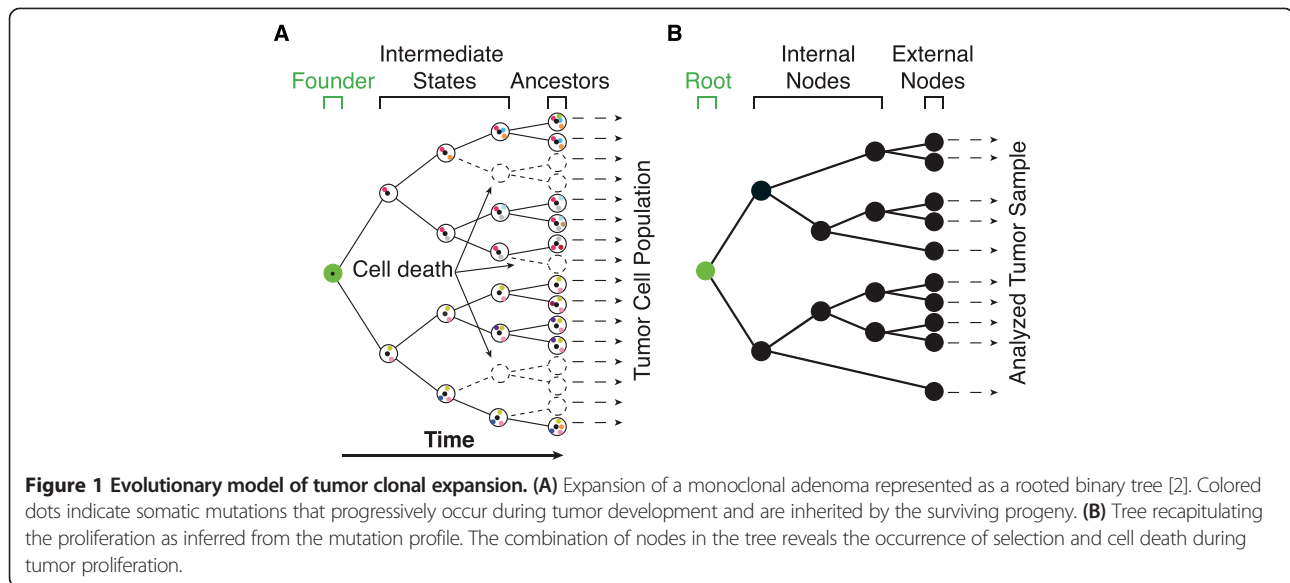 A
Intermediate
Founder
States
Ancestors
Cell death
Tumor Cell Population
Time
B
Internal
External
Root
Nodes
Nodes
Analyzed Tumor Sample
Figure 1 Evolutionary model of tumor clonal expansion. (A) Expansion of a monoclonal adenoma represented as a rooted binary tree [2]. Colored
dots indicate somatic mutations that progressively occur during tumor development and are inherited by the surviving progeny. (B) Tree recapitulating
the proliferation as inferred from the mutation profile. The combination of nodes in the tree reveals the occurrence of selection and cell death during
tumor proliferation.